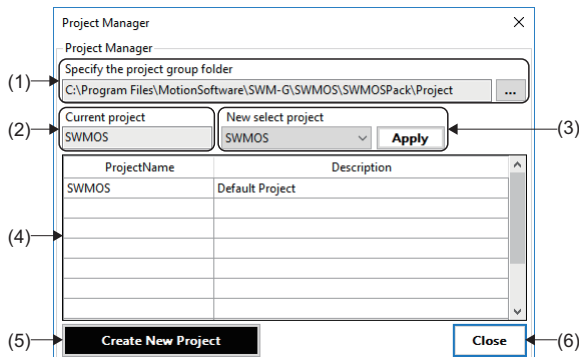 Project Manager
Project Manager
Specify the project group folder
(1)
C:\Program Files\MotionSoftware\SWM-G\SWMOS\SWMOSPack\Project ...
Current project New select project
(2) SWMOS SWMOS Apply (3)
ProjectName Description
SWMOS Default Project
(4)
(5) Create New Project Close (6)